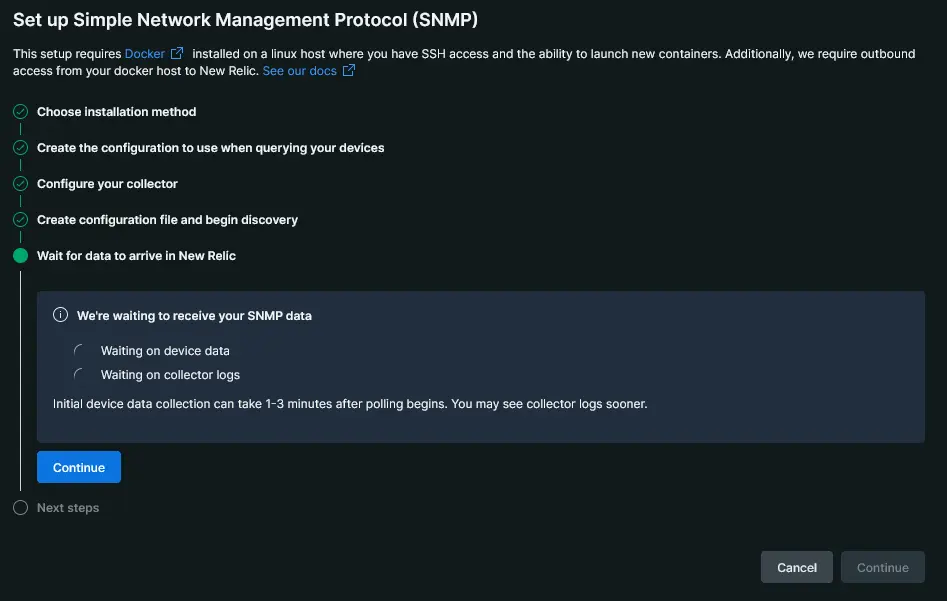 Set up Simple Network Management Protocol (SNMP)
This setup requires Docker installed on a linux host where you have SSH access and the ability to launch new containers. Additionally, we require outbound
access from your docker host to New Relic. See our docs
Choose installation method
Create the configuration to use when querying your devices
Configure your collector
Create configuration file and begin discovery
Wait for data to arrive in New Relic
We're waiting to receive your SNMP data
Waiting on device data
Waiting on collector logs
Initial device data collection can take 1-3 minutes after polling begins. You may see collector logs sooner.
Continue
Next steps
Cancel Continue